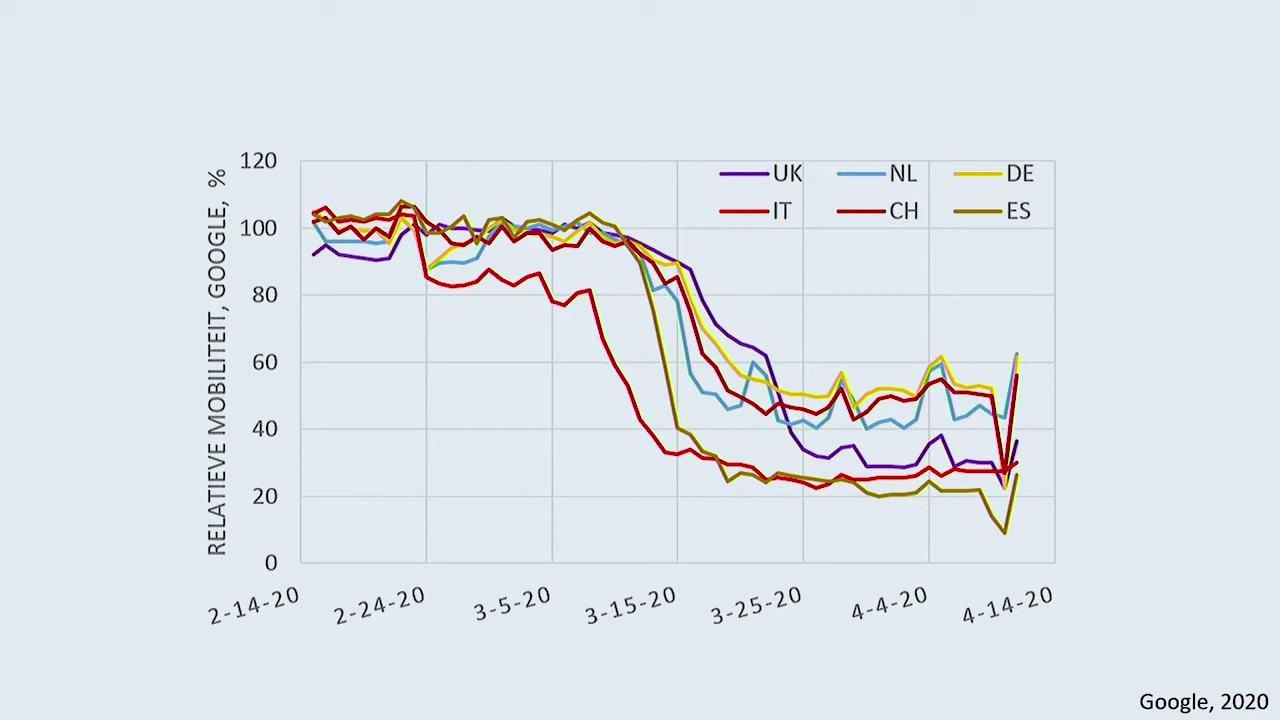 RELATIEVE MOBILITEIT, GOOGLE, %
120
100
80
60
40
20
0
UK NL DE
IT CH ES
2-14-20 2-24-20 3-5-20 3-15-20 3-25-20 4-4-20 4-14-20
Google, 2020